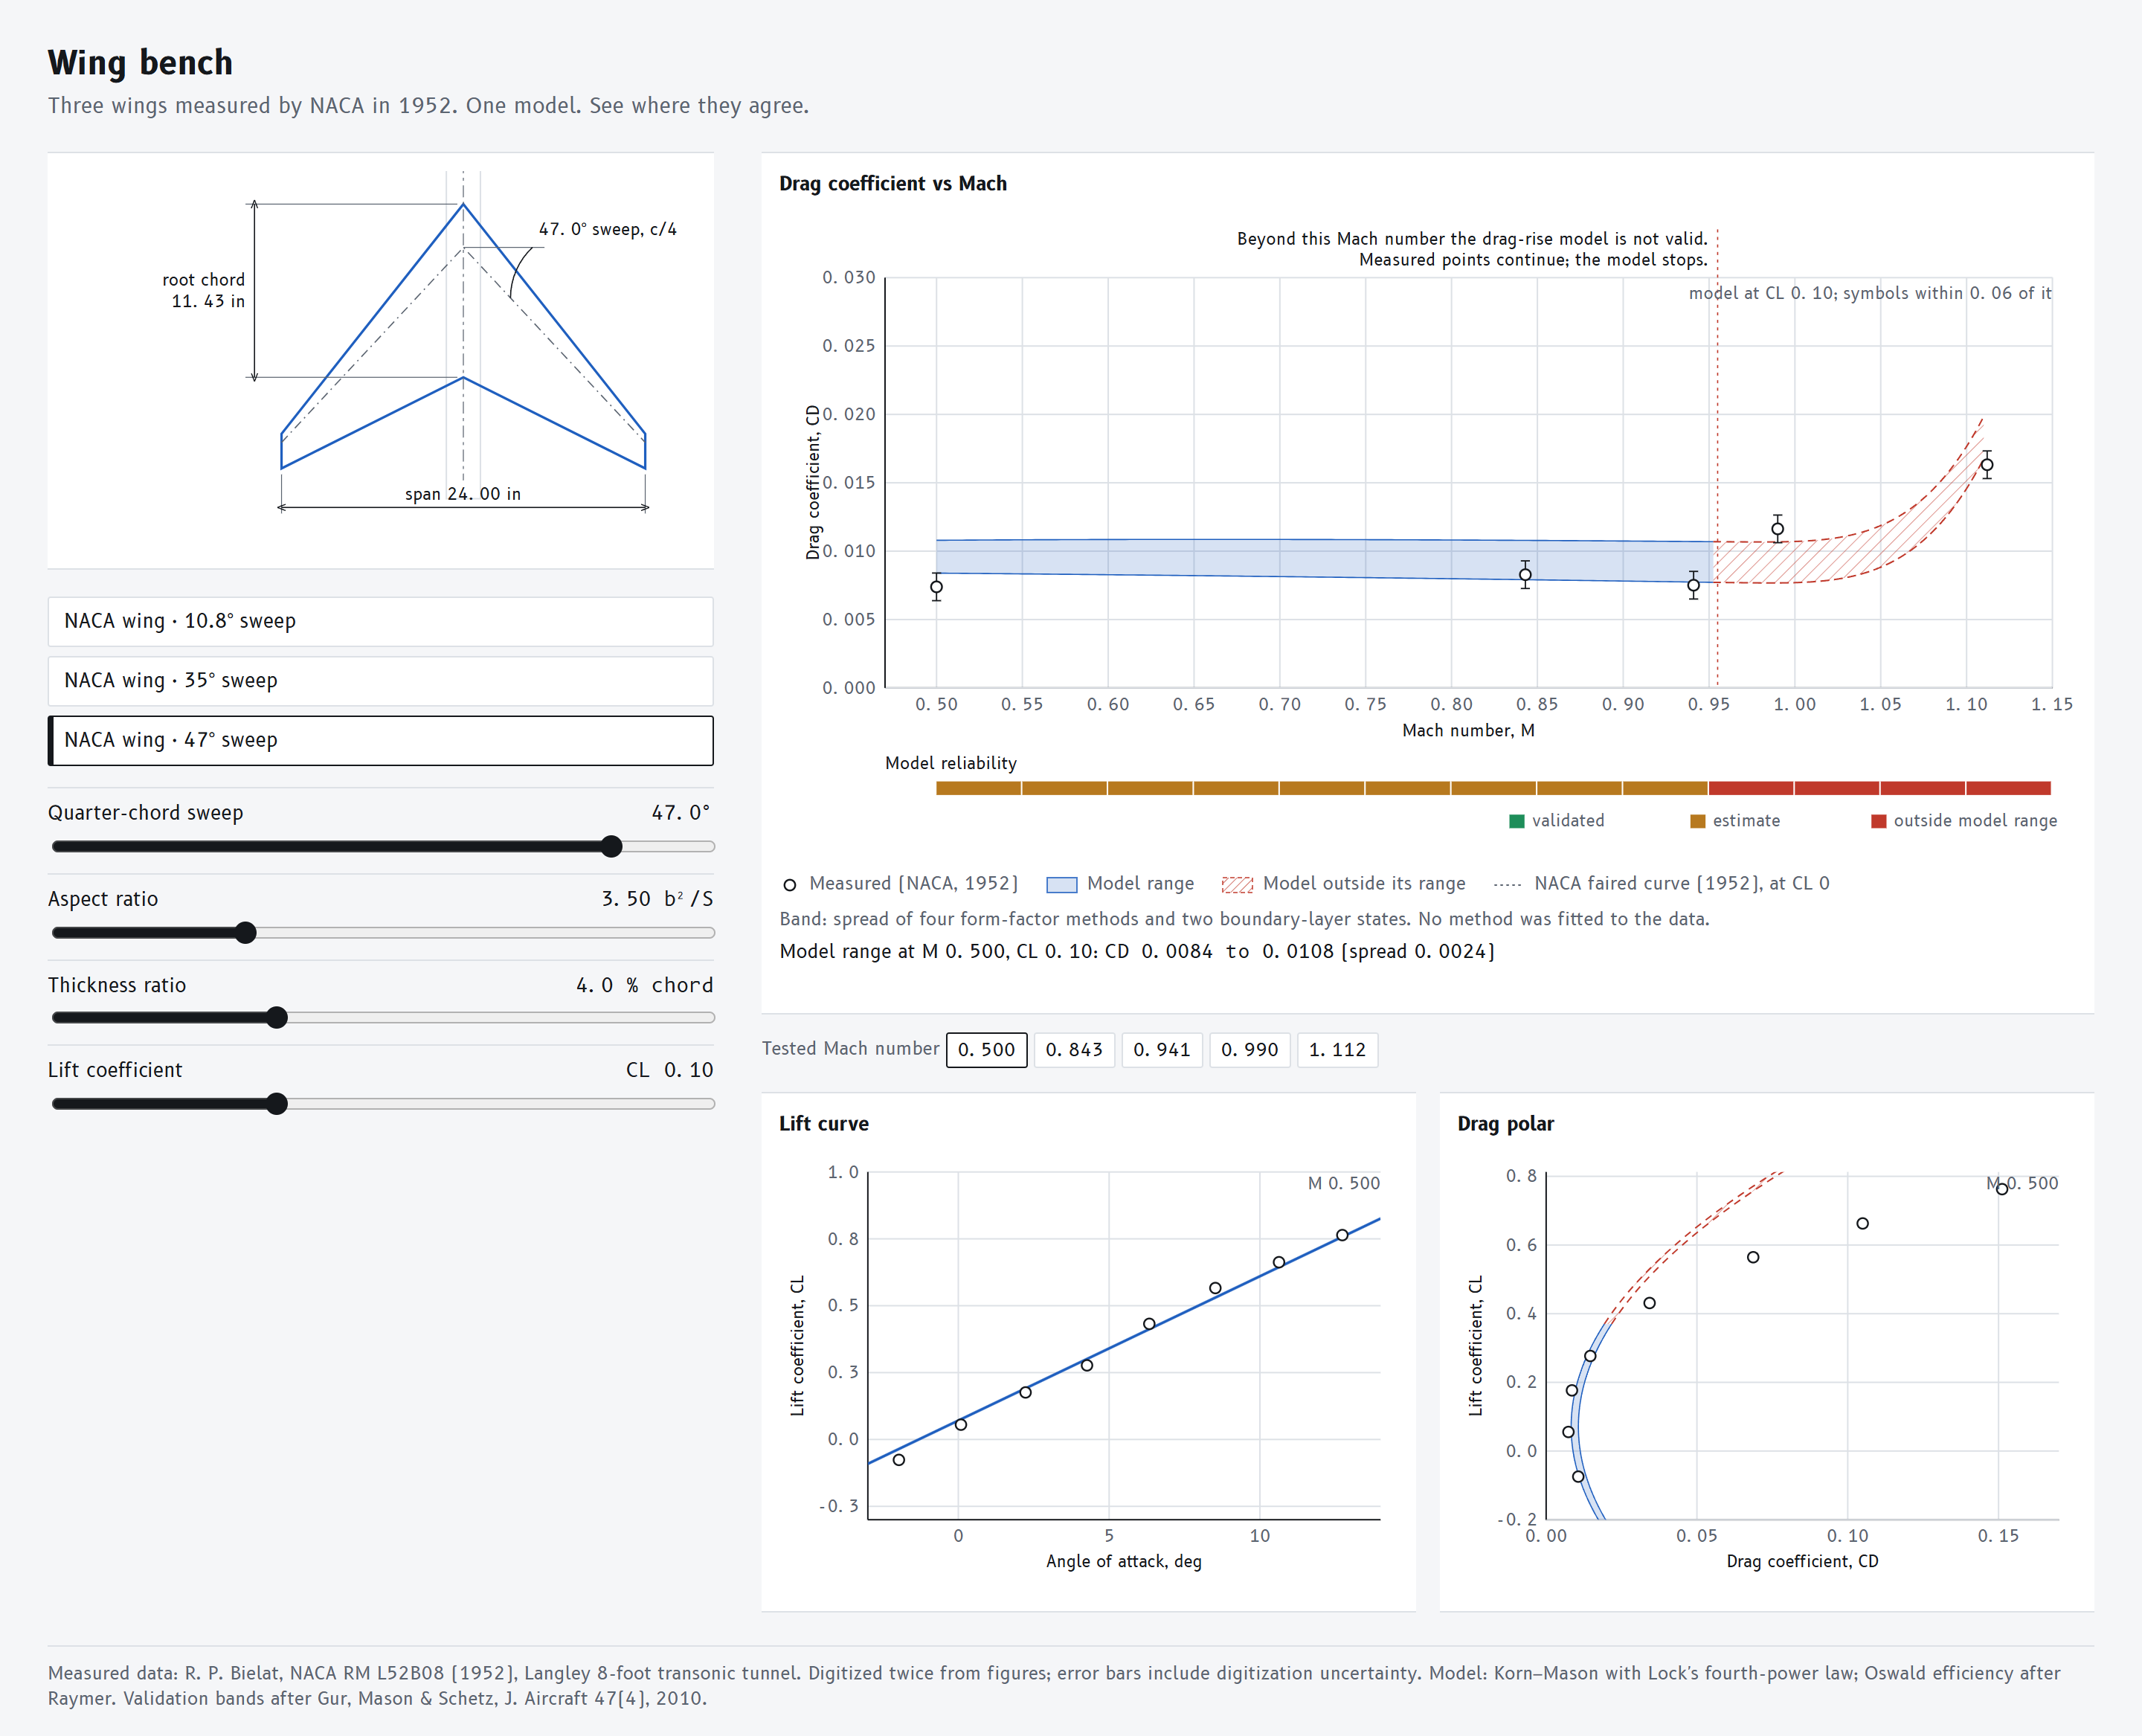 Wing bench
Three wings measured by NACA in 1952. One model. See where they agree.
47.0° sweep, c/4
root chord
11.43 in
span 24.00 in
NACA wing · 10.8° sweep
NACA wing · 35° sweep
NACA wing · 47° sweep
Quarter-chord sweep 47.0°
Aspect ratio 3.50 b²/S
Thickness ratio 4.0 % chord
Lift coefficient CL 0.10
Drag coefficient vs Mach
Beyond this Mach number the drag-rise model is not valid.
Measured points continue; the model stops.
model at CL 0.10; symbols within 0.06 of it
0.030
0.025
0.020
0.015
0.010
0.005
0.000
Drag coefficient, CD
0.50 0.55 0.60 0.65 0.70 0.75 0.80 0.85 0.90 0.95 1.00 1.05 1.10 1.15
Mach number, M
Model reliability
validated estimate outside model range
Measured (NACA, 1952) Model range Model outside its range NACA faired curve (1952), at CL 0
Band: spread of four form-factor methods and two boundary-layer states. No method was fitted to the data.
Model range at M 0.500, CL 0.10: CD 0.0084 to 0.0108 (spread 0.0024)
Tested Mach number 0.500 0.843 0.941 0.990 1.112
Lift curve
M 0.500
1.0
0.8
0.5
0.3
0.0
-0.3
Lift coefficient, CL
0 5 10
Angle of attack, deg
Drag polar
M 0.500
0.8
0.6
0.4
0.2
0.0
-0.2
Lift coefficient, CL
0.00 0.05 0.10 0.15
Drag coefficient, CD
Measured data: R. P. Bielat, NACA RM L52B08 (1952), Langley 8-foot transonic tunnel. Digitized twice from figures; error bars include digitization uncertainty. Model: Korn–Mason with Lock's fourth-power law; Oswald efficiency after
Raymer. Validation bands after Gur, Mason & Schetz, J. Aircraft 47(4), 2010.